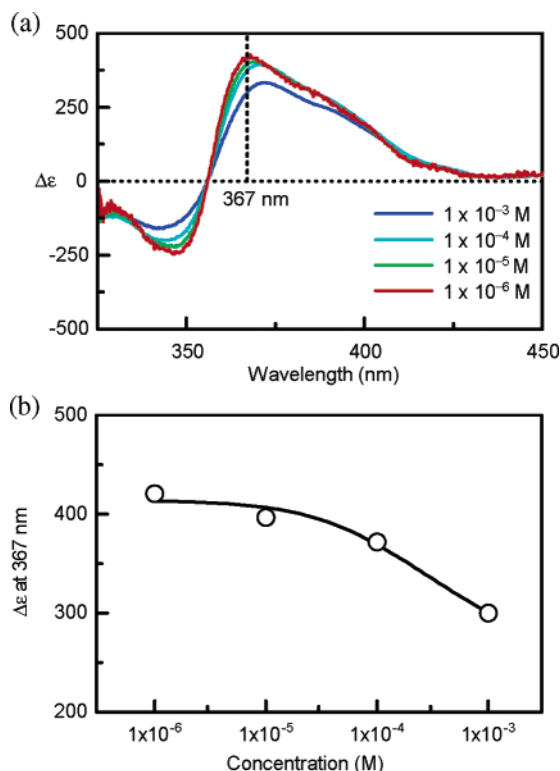 (a)
500
250
0
-250
-500
Δε
367 nm
1 x 10⁻³ M
1 x 10⁻⁴ M
1 x 10⁻⁵ M
1 x 10⁻⁶ M
350
400
450
Wavelength (nm)
(b)
500
400
300
200
Δε at 367 nm
1x10⁻⁶
1x10⁻⁵
1x10⁻⁴
1x10⁻³
Concentration (M)